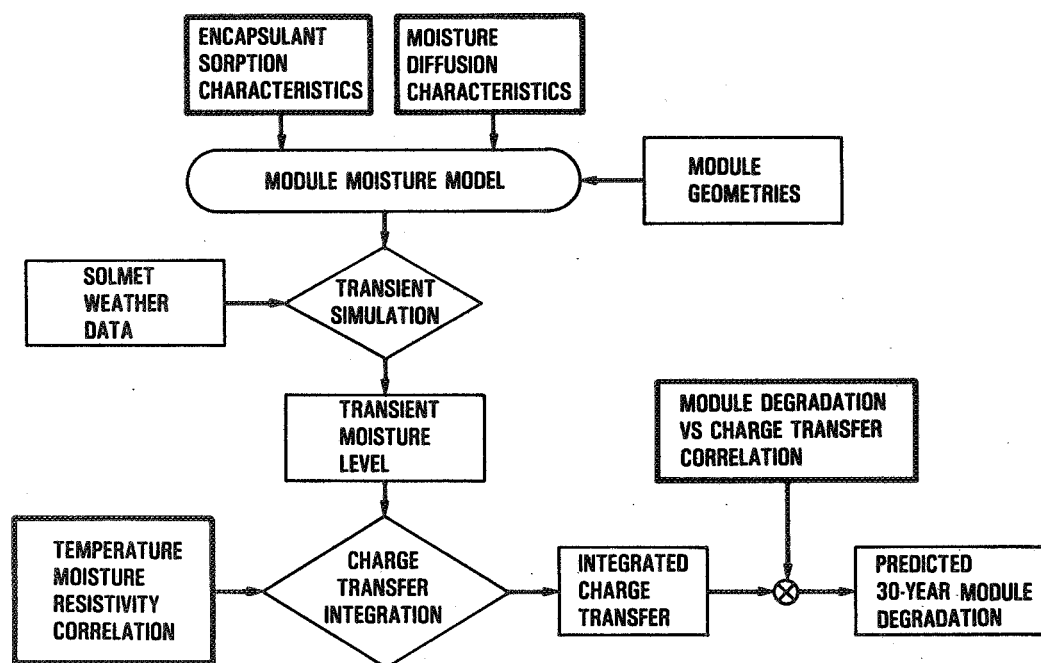 ENCAPSULANT
SORPTION
CHARACTERISTICS
MOISTURE
DIFFUSION
CHARACTERISTICS
MODULE MOISTURE MODEL
MODULE
GEOMETRIES
SOLMET
WEATHER
DATA
TRANSIENT
SIMULATION
TRANSIENT
MOISTURE
LEVEL
MODULE DEGRADATION
VS CHARGE TRANSFER
CORRELATION
TEMPERATURE
MOISTURE
RESISTIVITY
CORRELATION
CHARGE
TRANSFER
INTEGRATION
INTEGRATED
CHARGE
TRANSFER
PREDICTED
30-YEAR MODULE
DEGRADATION